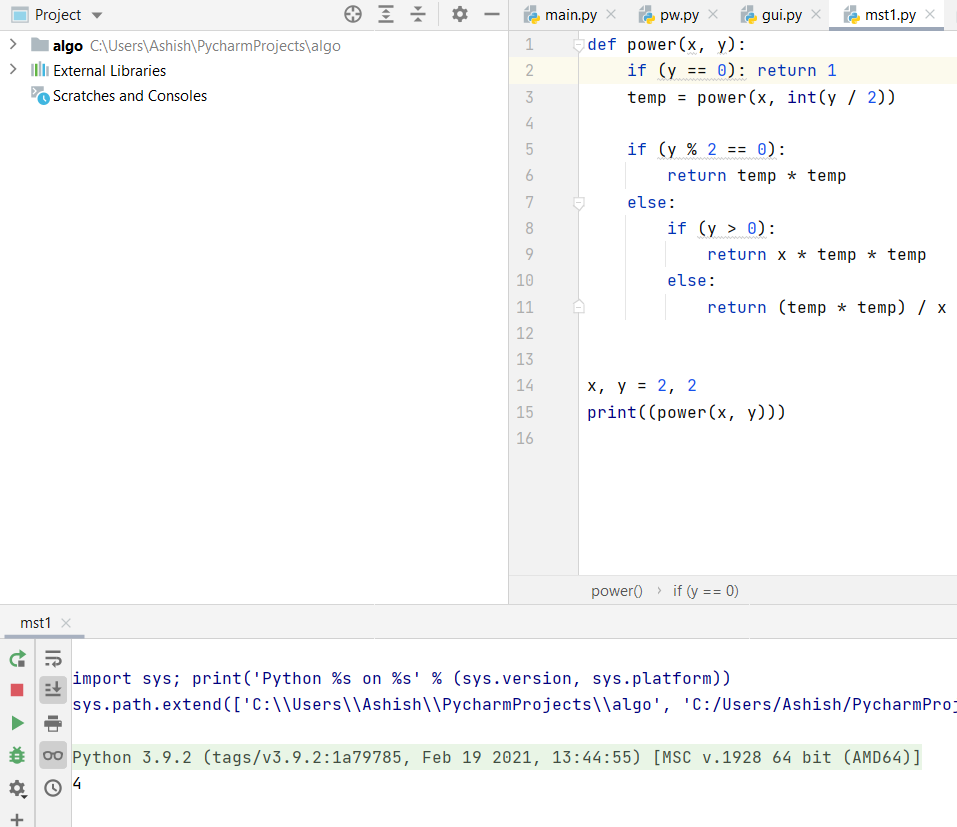 Project
main.py
pw.py
gui.py
mst1.py
algo C:\Users\Ashish\PycharmProjects\algo
External Libraries
Scratches and Consoles
1 def power(x, y):
2     if (y == 0): return 1
3     temp = power(x, int(y / 2))
4
5     if (y % 2 == 0):
6         return temp * temp
7     else:
8         if (y > 0):
9             return x * temp * temp
10         else:
11             return (temp * temp) / x
12
13
14 x, y = 2, 2
15 print((power(x, y)))
16
power() › if (y == 0)
mst1
import sys; print('Python %s on %s' % (sys.version, sys.platform))
sys.path.extend(['C:\\Users\\Ashish\\PycharmProjects\\algo', 'C:/Users/Ashish/PycharmProj
Python 3.9.2 (tags/v3.9.2:1a79785, Feb 19 2021, 13:44:55) [MSC v.1928 64 bit (AMD64)]
4